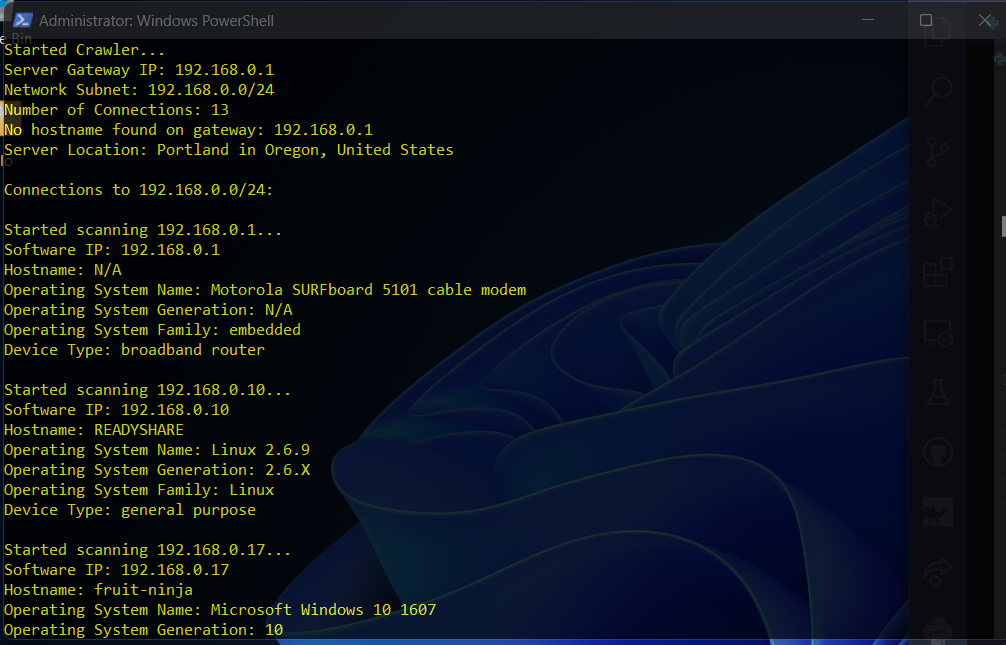 Administrator: Windows PowerShell
Bin
Started Crawler...
Server Gateway IP: 192.168.0.1
Network Subnet: 192.168.0.0/24
Number of Connections: 13
No hostname found on gateway: 192.168.0.1
Server Location: Portland in Oregon, United States
Connections to 192.168.0.0/24:
Started scanning 192.168.0.1...
Software IP: 192.168.0.1
Hostname: N/A
Operating System Name: Motorola SURFboard 5101 cable modem
Operating System Generation: N/A
Operating System Family: embedded
Device Type: broadband router
Started scanning 192.168.0.10...
Software IP: 192.168.0.10
Hostname: READYSHARE
Operating System Name: Linux 2.6.9
Operating System Generation: 2.6.X
Operating System Family: Linux
Device Type: general purpose
Started scanning 192.168.0.17...
Software IP: 192.168.0.17
Hostname: fruit-ninja
Operating System Name: Microsoft Windows 10 1607
Operating System Generation: 10